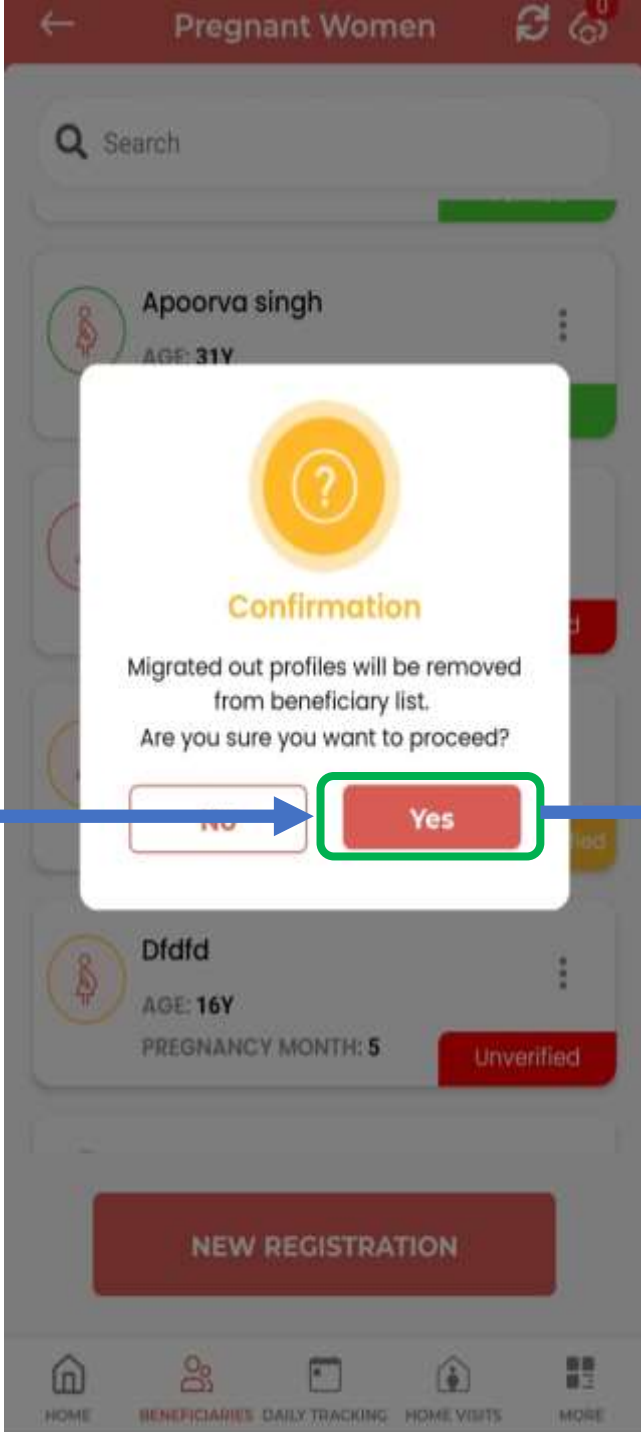 Pregnant Women
0
Search
Apoorva singh
AGE: 31Y
Confirmation
Migrated out profiles will be removed
from beneficiary list.
Are you sure you want to proceed?
No
Yes
Dfdfd
AGE: 16Y
PREGNANCY MONTH: 5
Unverified
NEW REGISTRATION
HOME
BENEFICIARIES
DAILY TRACKING
HOME VISITS
MORE